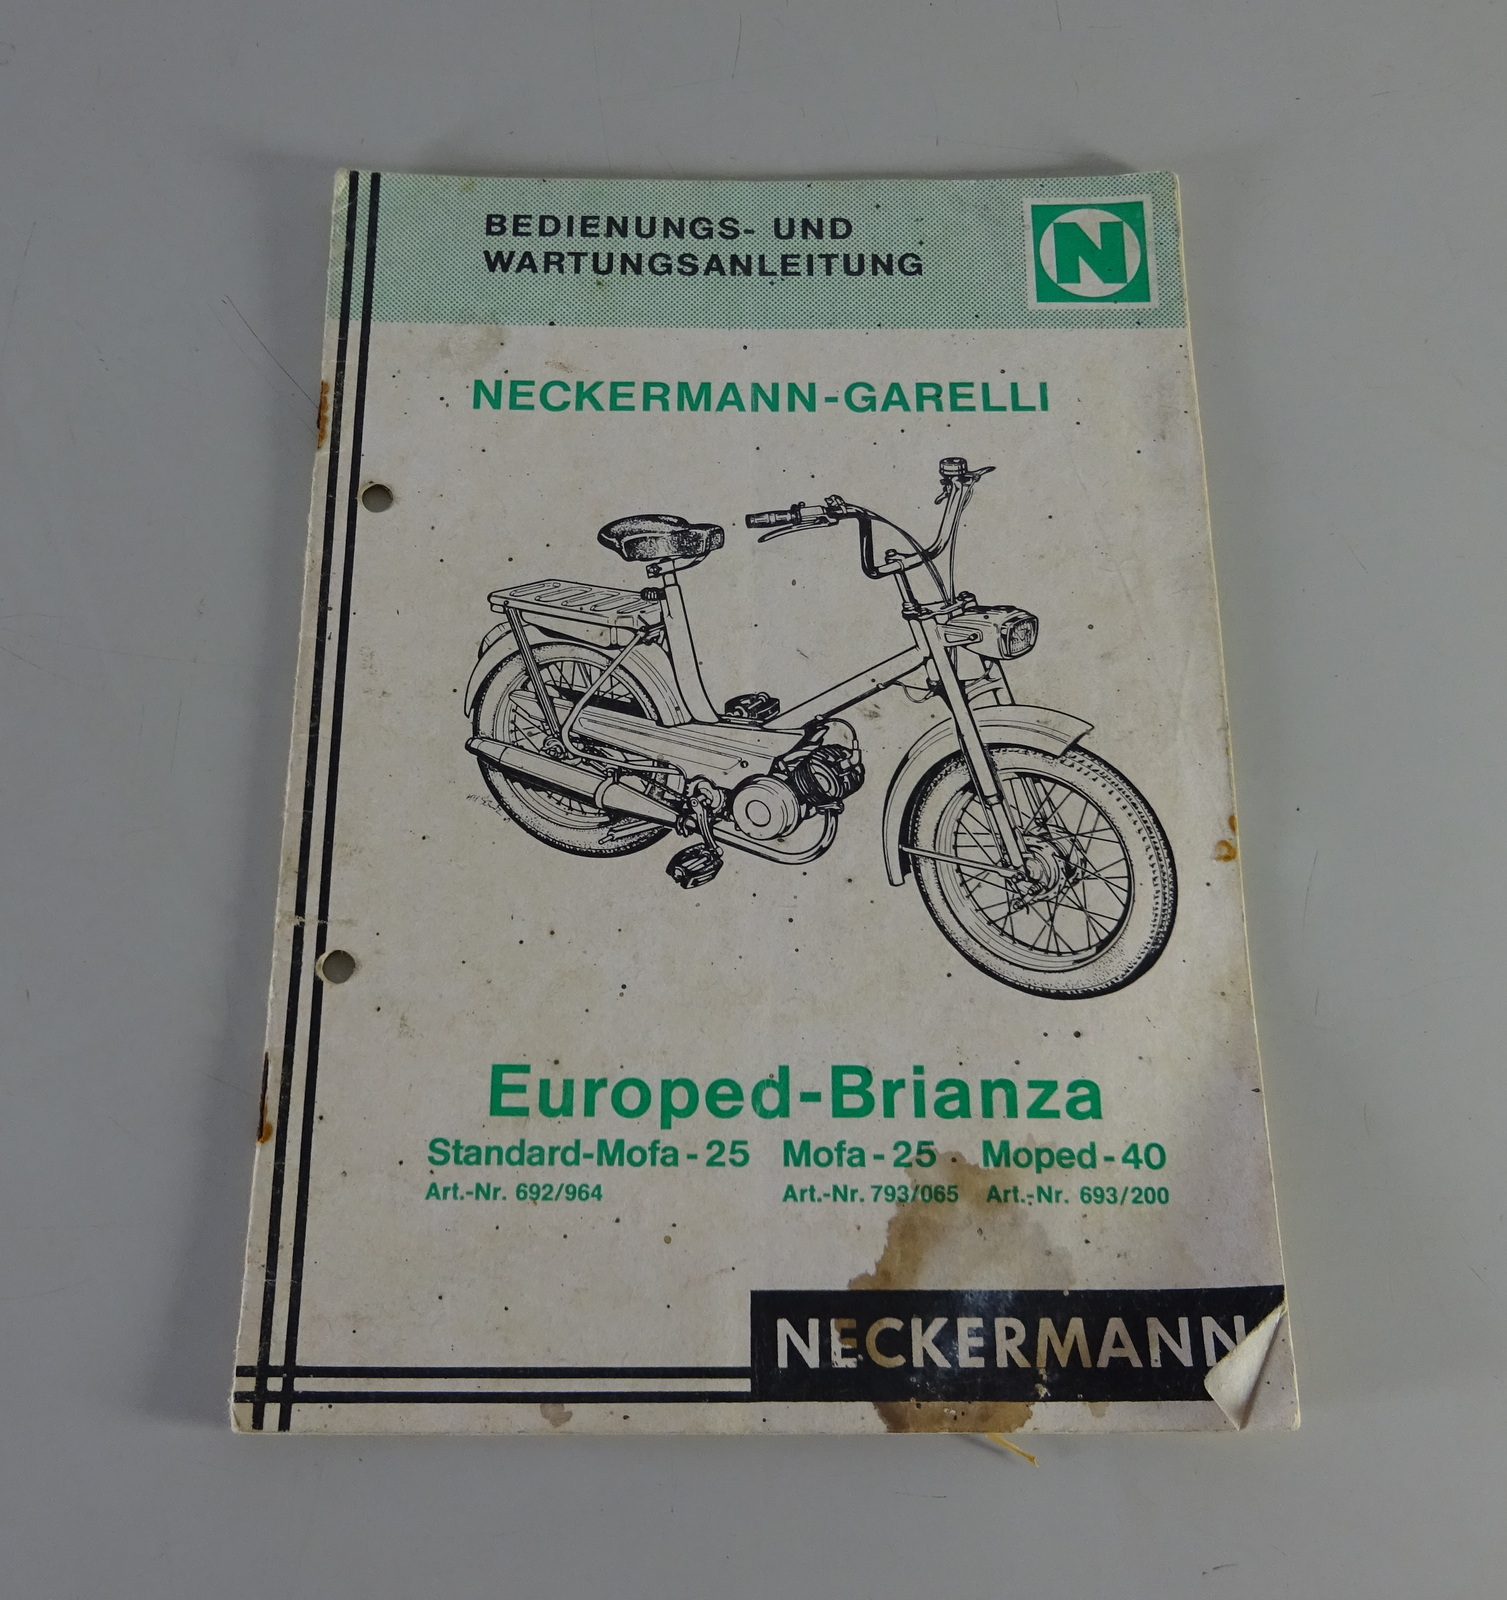 BEDIENUNGS- UND
WARTUNGSANLEITUNG
N
NECKERMANN-GARELLI
Europed-Brianza
Standard-Mofa-25 Mofa-25 Moped-40
Art.-Nr. 692/964 Art.-Nr. 793/065 Art.-Nr. 693/200
NECKERMANN